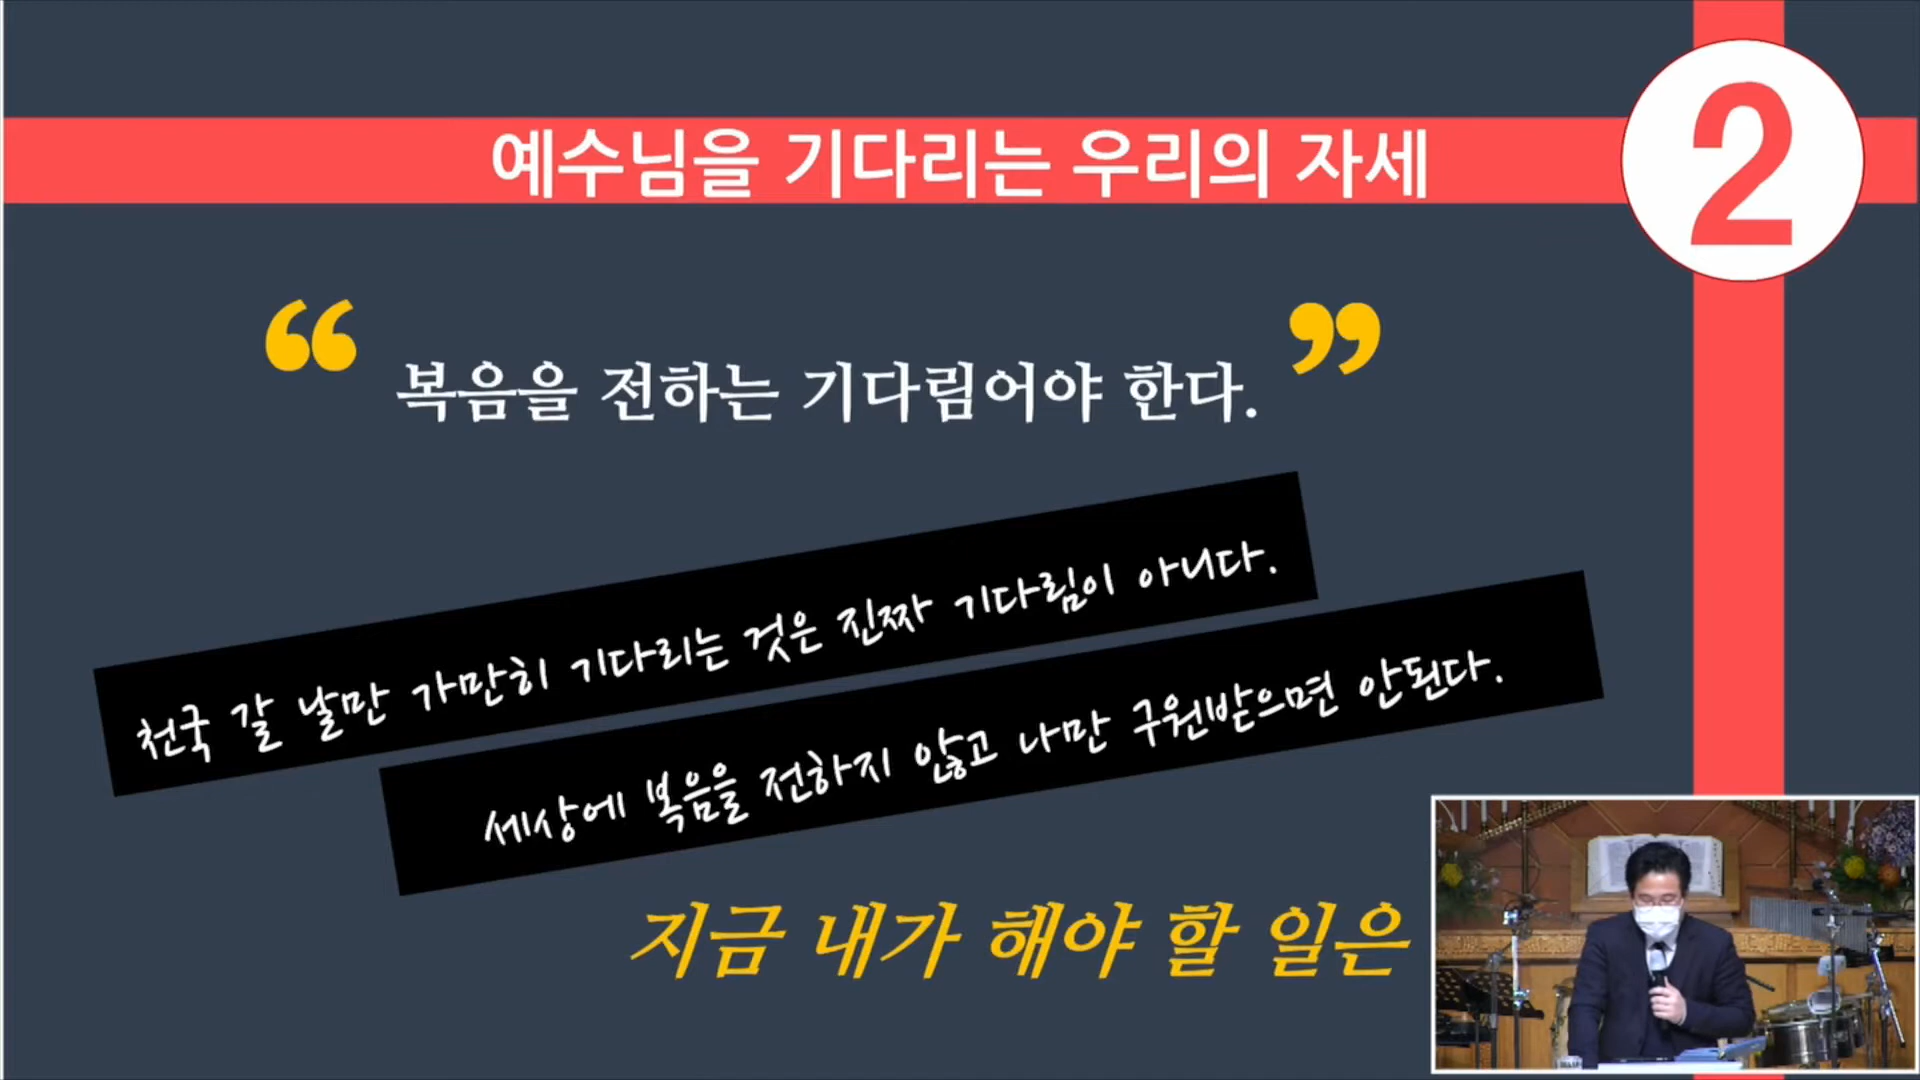 예수님을 기다리는 우리의 자세
2
“복음을 전하는 기다림어야 한다.”
천국 갈 날만 가만히 기다리는 것은 진짜 기다림이 아니다.
세상에 복음을 전하지 않고 나만 구원받으면 안된다.
지금 내가 해야 할 일은